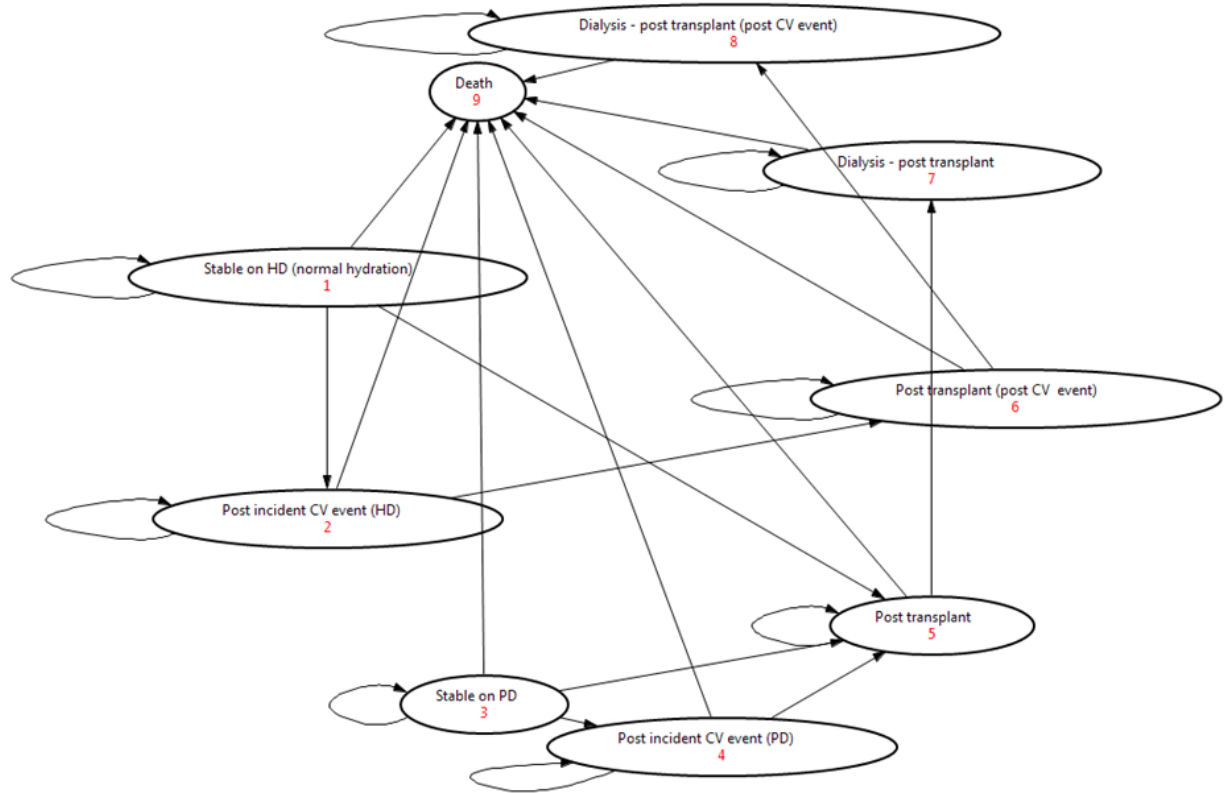 Dialysis - post transplant (post CV event)
8
Death
9
Dialysis - post transplant
7
Stable on HD (normal hydration)
1
Post transplant (post CV  event)
6
Post incident CV event (HD)
2
Post transplant
5
Stable on PD
3
Post incident CV event (PD)
4